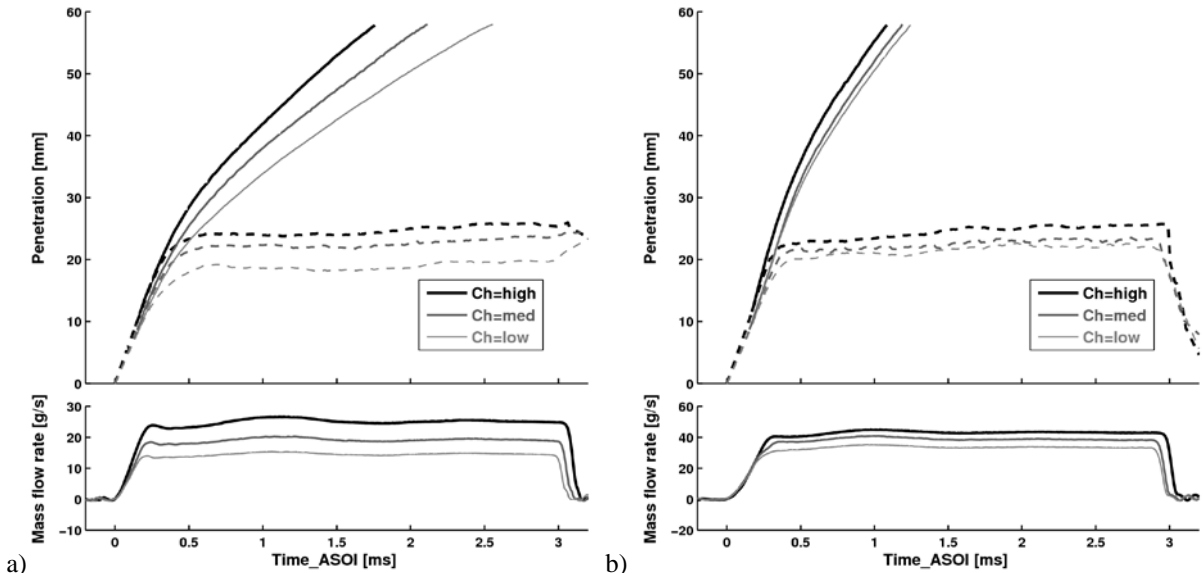 60
50
40
30
20
10
0
Penetration [mm]
Ch=high
Ch=med
Ch=low
30
20
10
0
−10
Mass flow rate [g/s]
0 0.5 1 1.5 2 2.5 3
Time_ASOI [ms]
a)
60
50
40
30
20
10
0
Penetration [mm]
Ch=high
Ch=med
Ch=low
60
40
20
0
−20
Mass flow rate [g/s]
0 0.5 1 1.5 2 2.5 3
Time_ASOI [ms]
b)